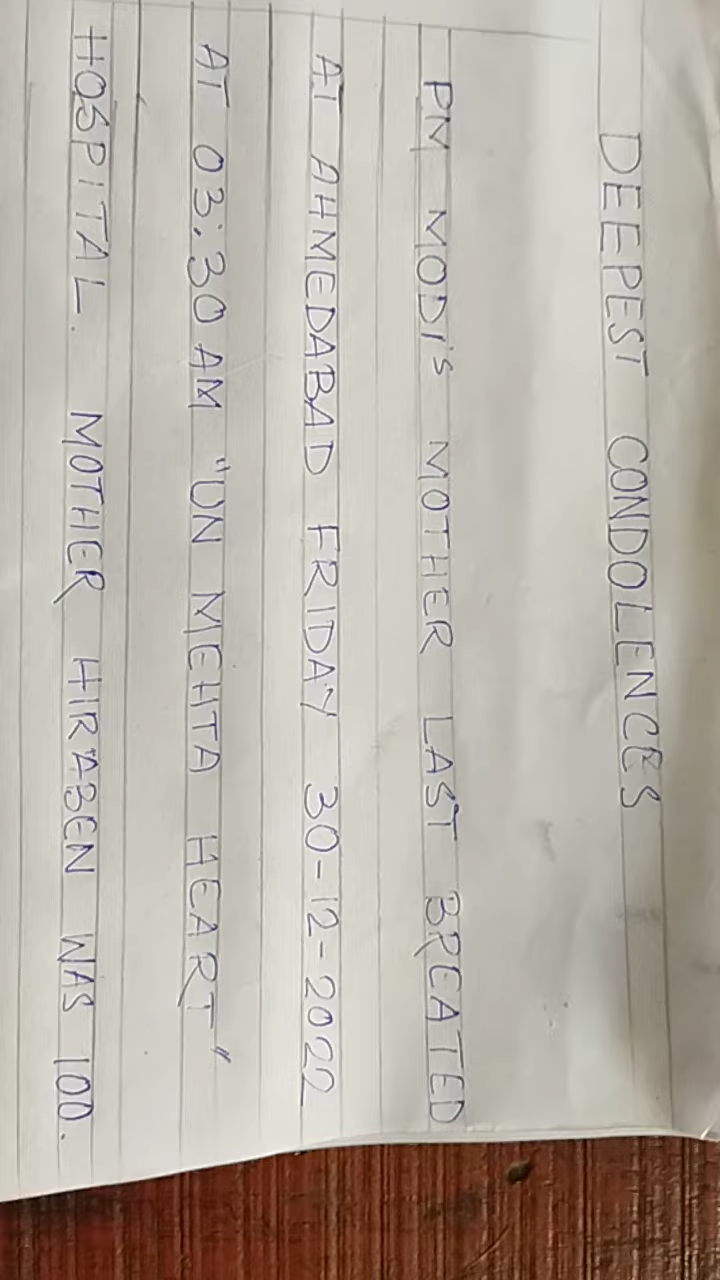 DEEPEST CONDOLENCES
PM MODI'S MOTHER LAST BREATED
AT AHMEDABAD FRIDAY 30-12-2022
AT 03:30 AM "UN MEHTA HEART"
HOSPITAL. MOTHER HIRABEN WAS 100.